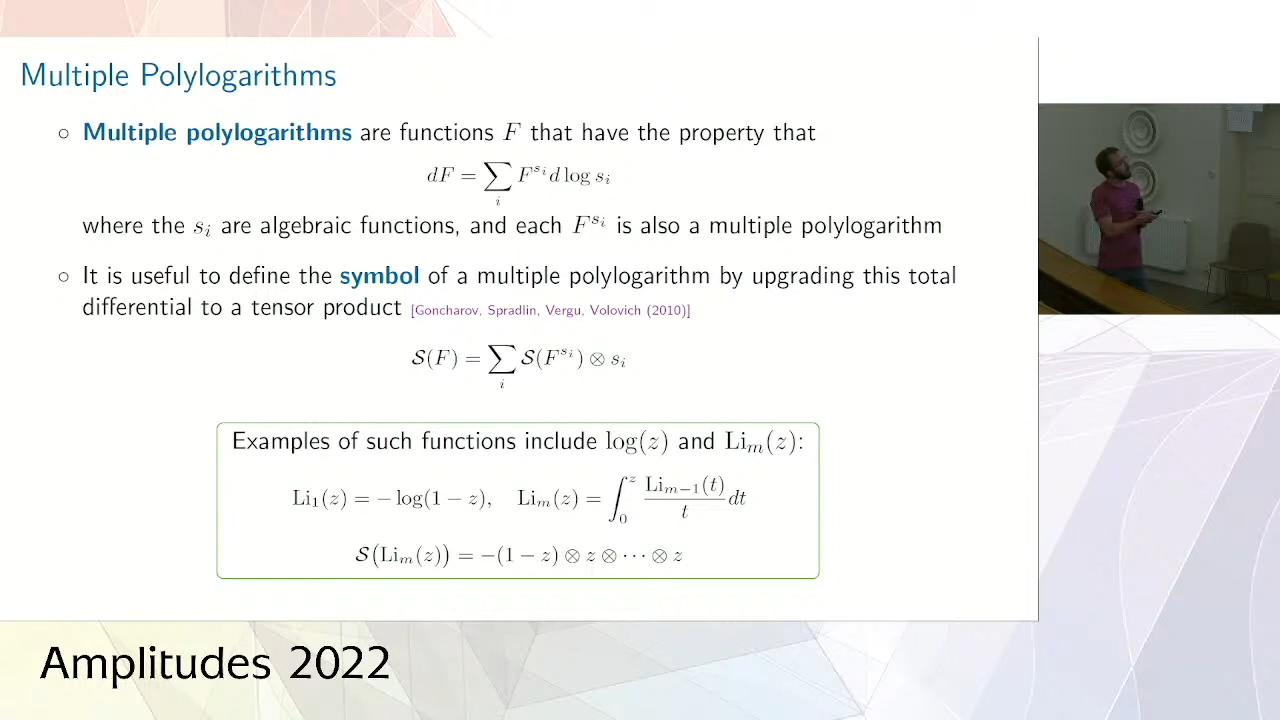 Multiple Polylogarithms
◦ Multiple polylogarithms are functions F that have the property that
dF = ∑_i F^{s_i} d log s_i
where the s_i are algebraic functions, and each F^{s_i} is also a multiple polylogarithm
◦ It is useful to define the symbol of a multiple polylogarithm by upgrading this total
differential to a tensor product [Goncharov, Spradlin, Vergu, Volovich (2010)]
𝒮(F) = ∑_i 𝒮(F^{s_i}) ⊗ s_i
Examples of such functions include log(z) and Li_m(z):
Li_1(z) = − log(1 − z), Li_m(z) = ∫_0^z \frac{Li_{m−1}(t)}{t} dt
𝒮(Li_m(z)) = −(1 − z) ⊗ z ⊗ ⋯ ⊗ z
Amplitudes 2022